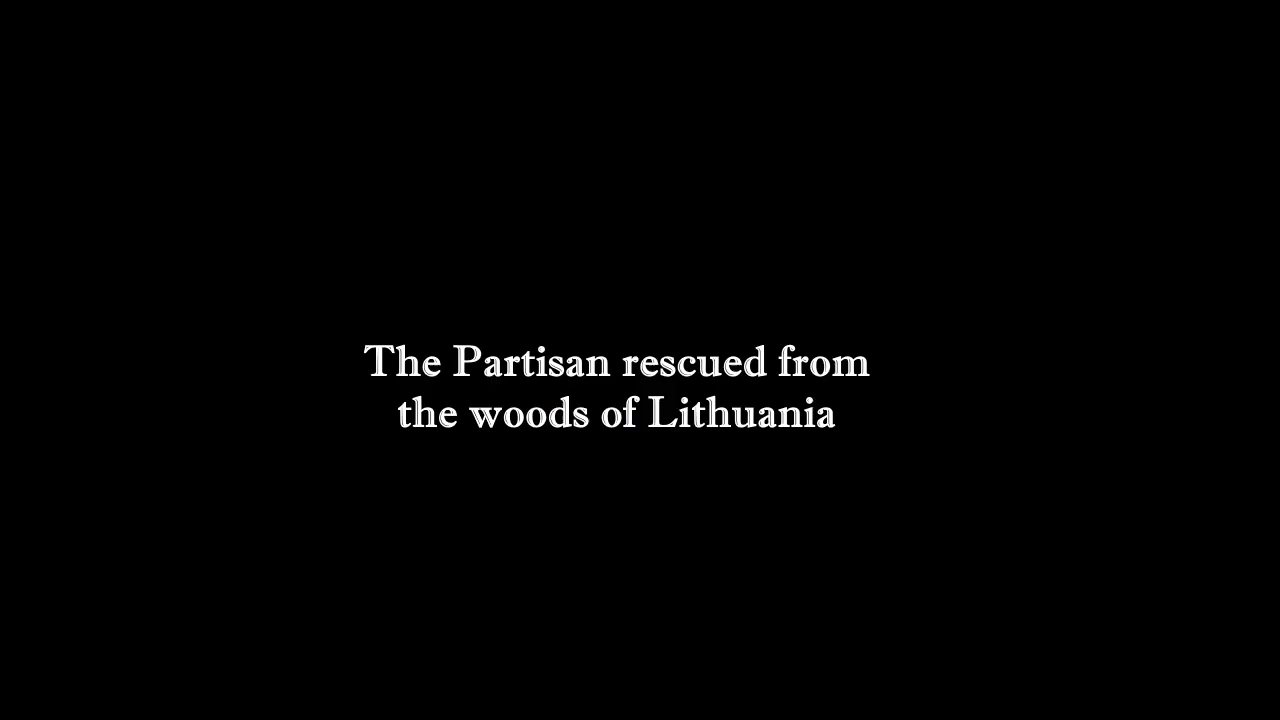 The Partisan rescued from
the woods of Lithuania